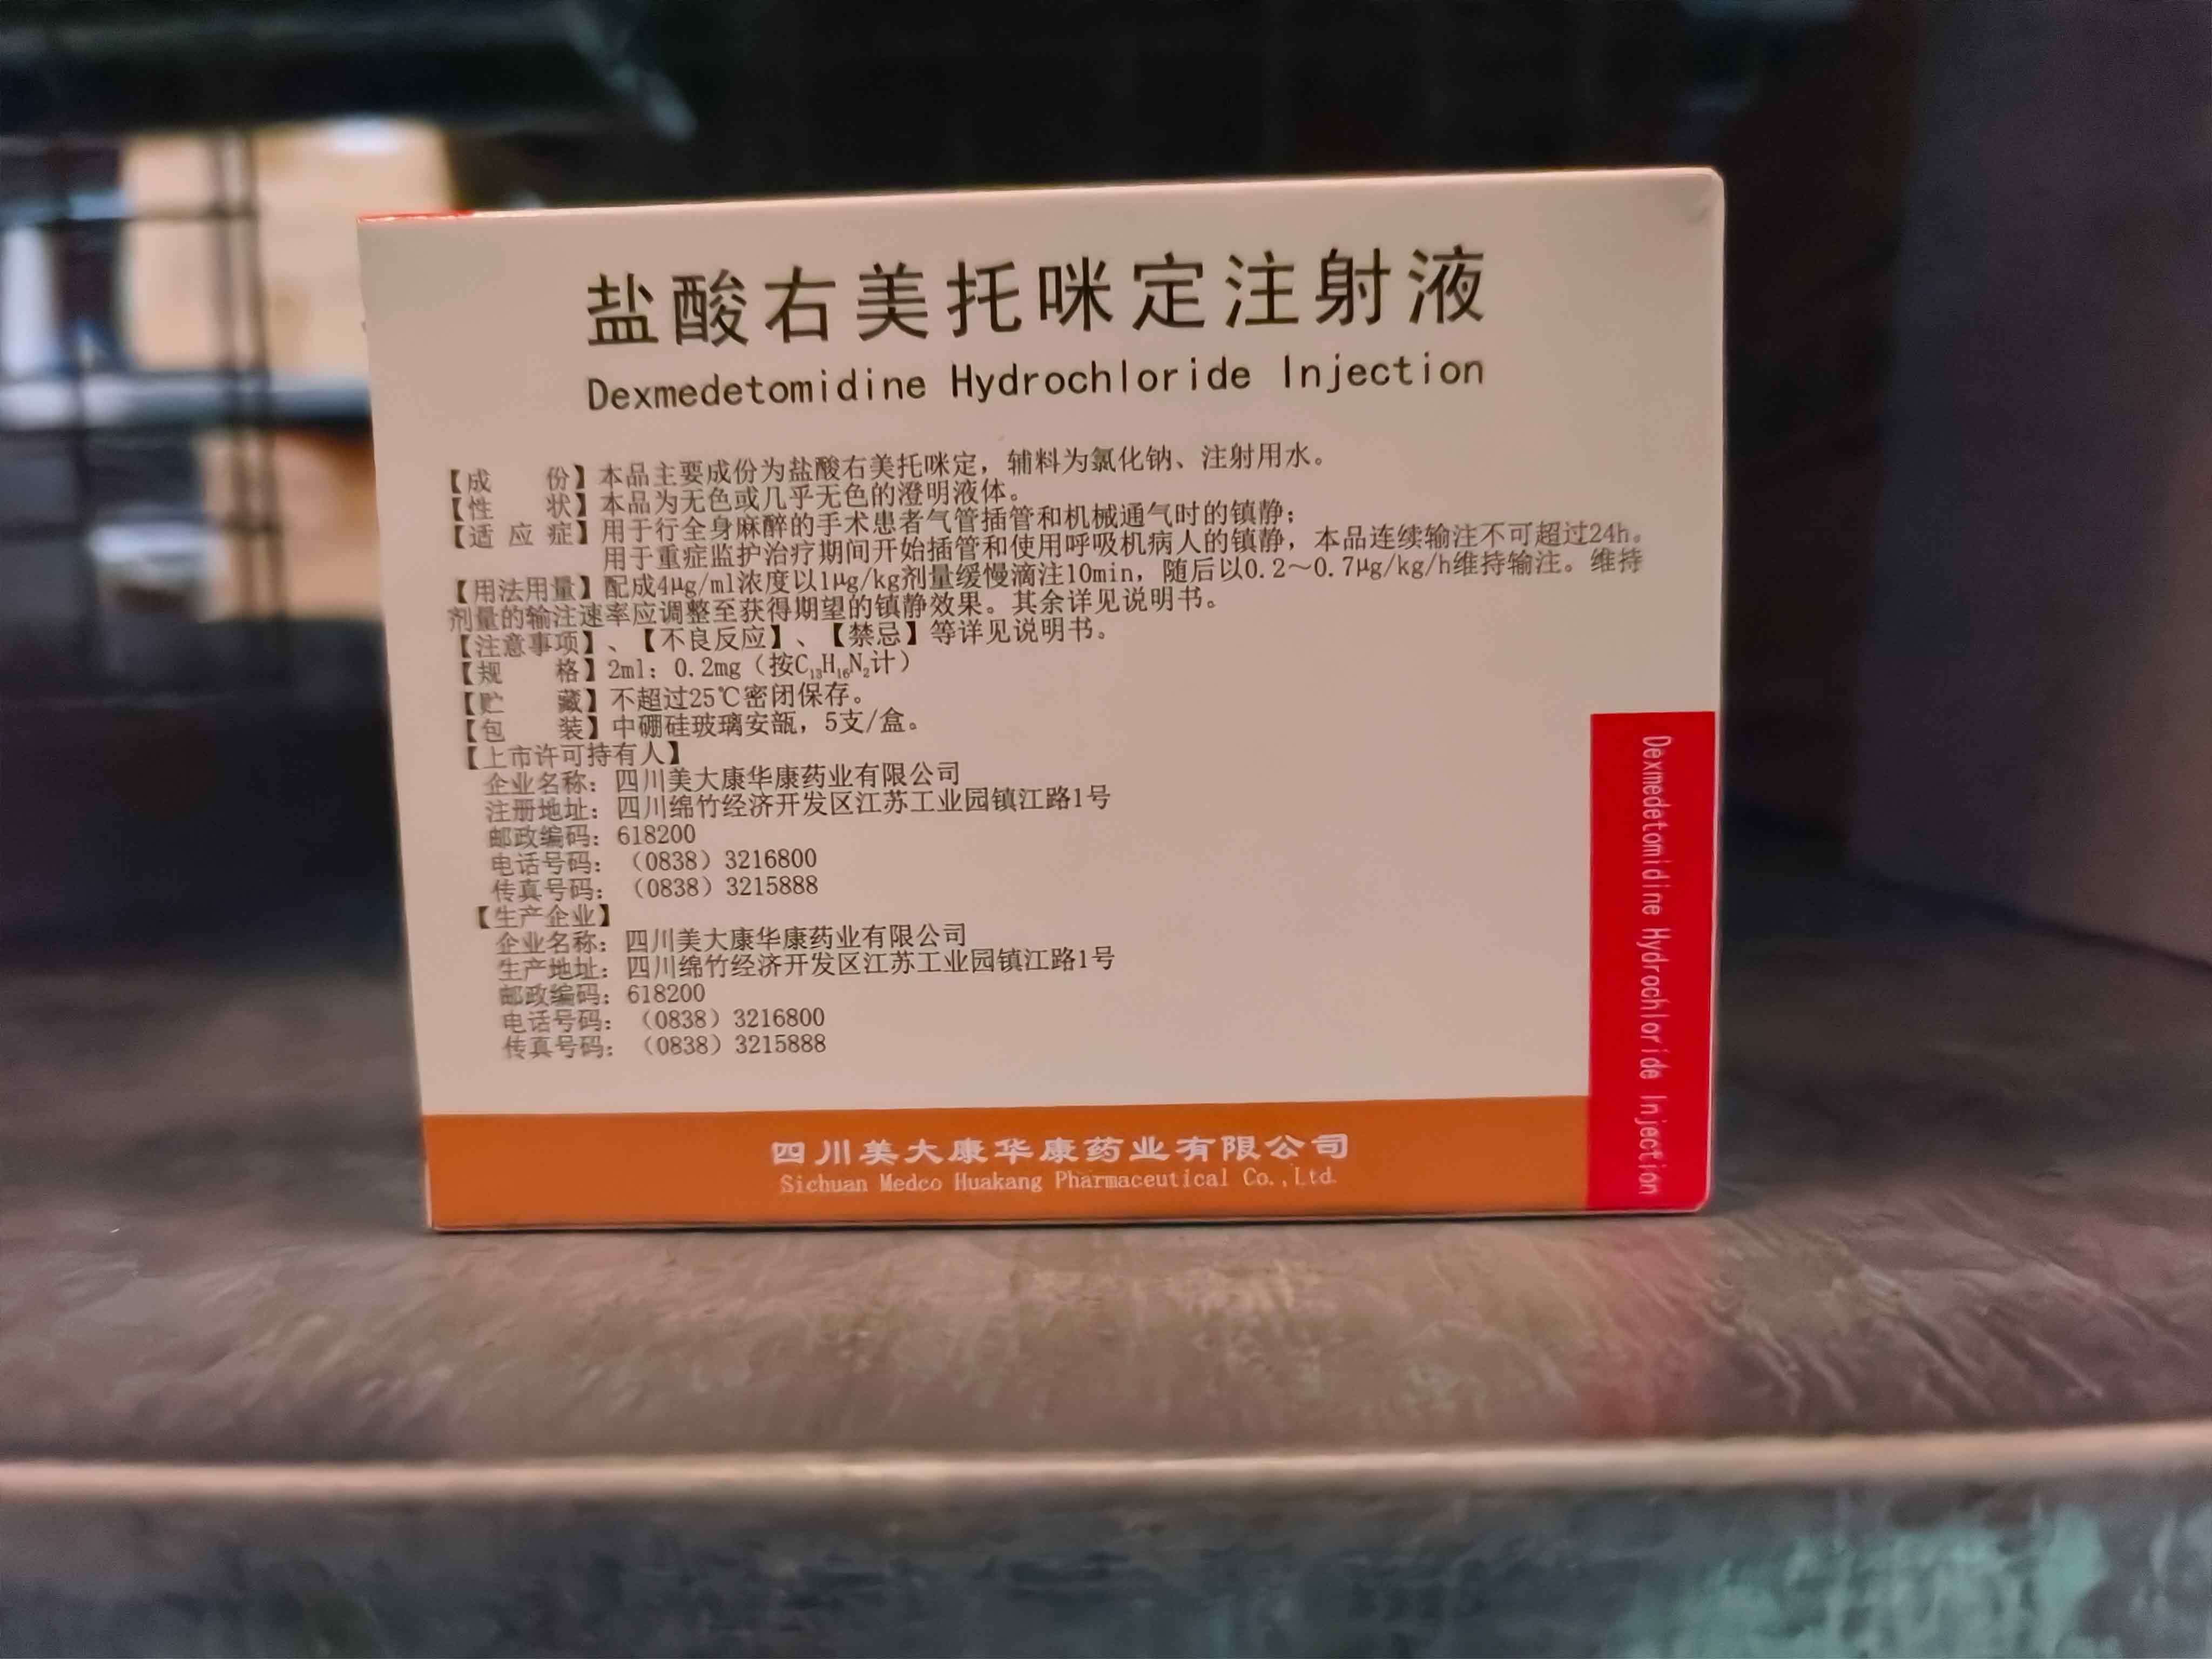 盐酸右美托咪定注射液
Dexmedetomidine Hydrochloride Injection
【成　　份】本品主要成份为盐酸右美托咪定，辅料为氯化钠、注射用水。
【性　　状】本品为无色或几乎无色的澄明液体。
【适 应 症】用于行全身麻醉的手术患者气管插管和机械通气时的镇静；
用于重症监护治疗期间开始插管和使用呼吸机病人的镇静，本品连续输注不可超过24h。
【用法用量】配成4μg/ml浓度以1μg/kg剂量缓慢滴注10min，随后以0.2～0.7μg/kg/h维持输注。维持
剂量的输注速率应调整至获得期望的镇静效果。其余详见说明书。
【注意事项】、【不良反应】、【禁忌】等详见说明书。
【规　　格】2ml：0.2mg（按C₁₃H₁₆N₂计）
【贮　　藏】不超过25℃密闭保存。
【包　　装】中硼硅玻璃安瓿，5支/盒。
【上市许可持有人】
企业名称：四川美大康华康药业有限公司
注册地址：四川绵竹经济开发区江苏工业园镇江路1号
邮政编码：618200
电话号码：（0838）3216800
传真号码：（0838）3215888
【生产企业】
企业名称：四川美大康华康药业有限公司
生产地址：四川绵竹经济开发区江苏工业园镇江路1号
邮政编码：618200
电话号码：（0838）3216800
传真号码：（0838）3215888
四川美大康华康药业有限公司
Sichuan Medco Huakang Pharmaceutical Co.,Ltd.
Dexmedetomidine Hydrochloride Injection